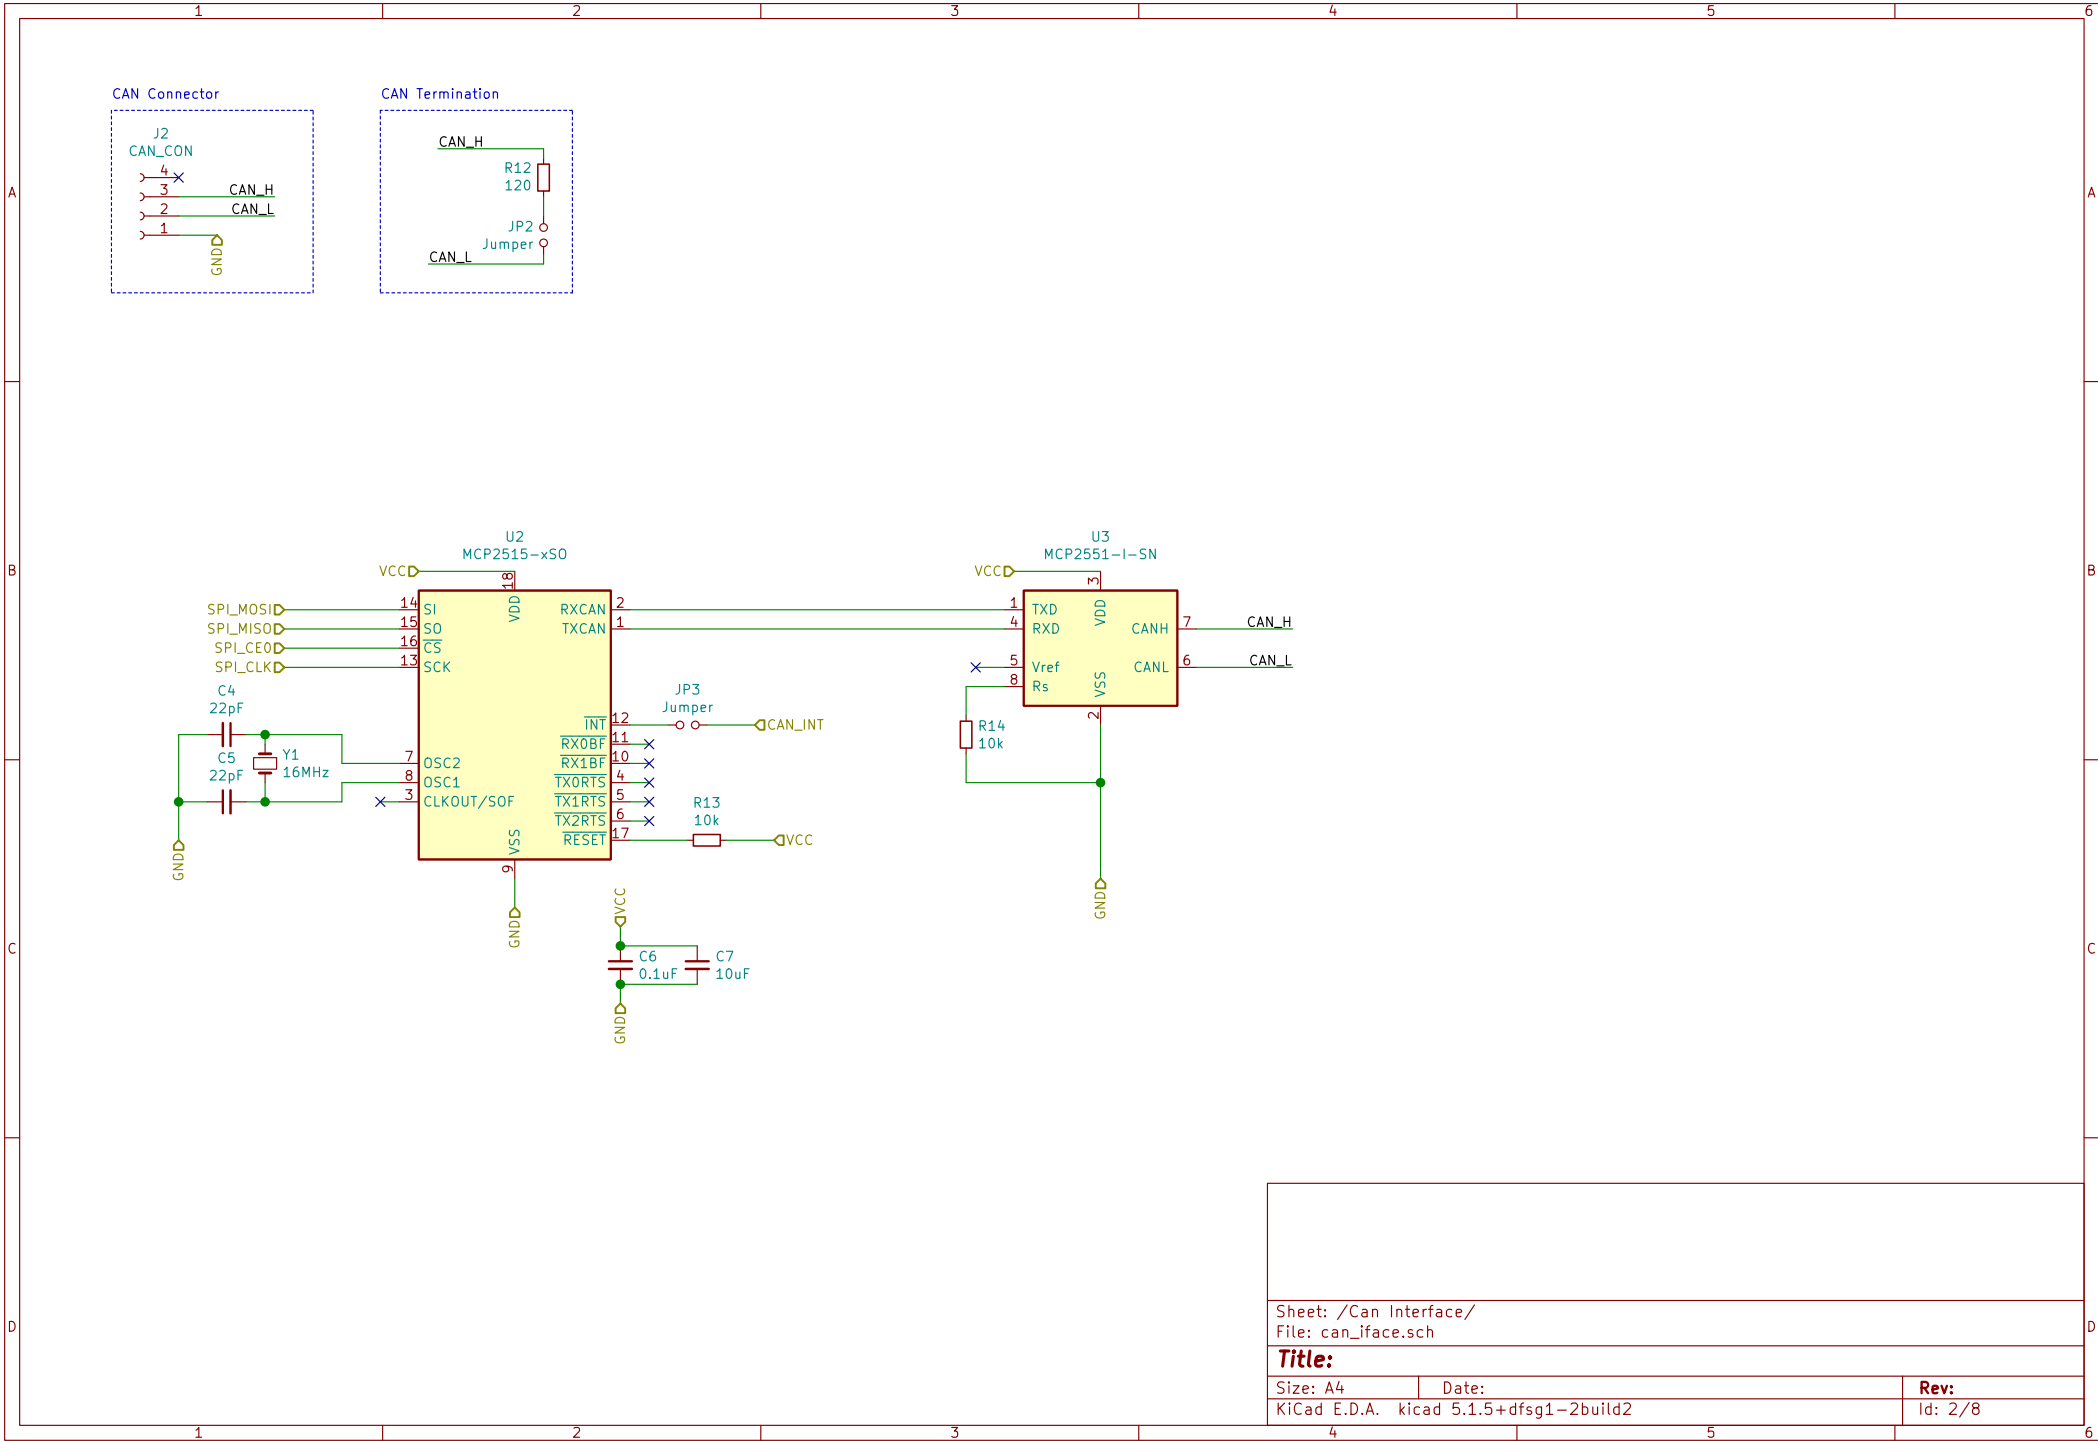 1 2 3 4 5 6
CAN Connector
J2
CAN_CON
4
3 CAN_H
2 CAN_L
1
GND
CAN Termination
CAN_H
R12
120
JP2
Jumper
CAN_L
A A
B B
U2
MCP2515-xSO
VCC
18
VDD
SPI_MOSI 14 SI
SPI_MISO 15 SO
SPI_CE0 16 CS
SPI_CLK 13 SCK
RXCAN 2
TXCAN 1
C4
22pF
C5
22pF
Y1
16MHz
GND
7 OSC2
8 OSC1
3 CLKOUT/SOF
INT 12
JP3
Jumper
CAN_INT
RX0BF 11
RX1BF 10
TX0RTS 4
TX1RTS 5
TX2RTS 6
RESET 17
R13
10k
VCC
VSS
9
GND
VCC
C6
0.1uF
C7
10uF
GND
U3
MCP2551-I-SN
VCC
3
VDD
1 TXD
4 RXD
5 Vref
8 Rs
CANH 7 CAN_H
CANL 6 CAN_L
VSS
2
R14
10k
GND
C C
D D
Sheet: /Can Interface/
File: can_iface.sch
Title:
Size: A4 Date: Rev:
KiCad E.D.A. kicad 5.1.5+dfsg1-2build2 Id: 2/8
1 2 3 4 5 6